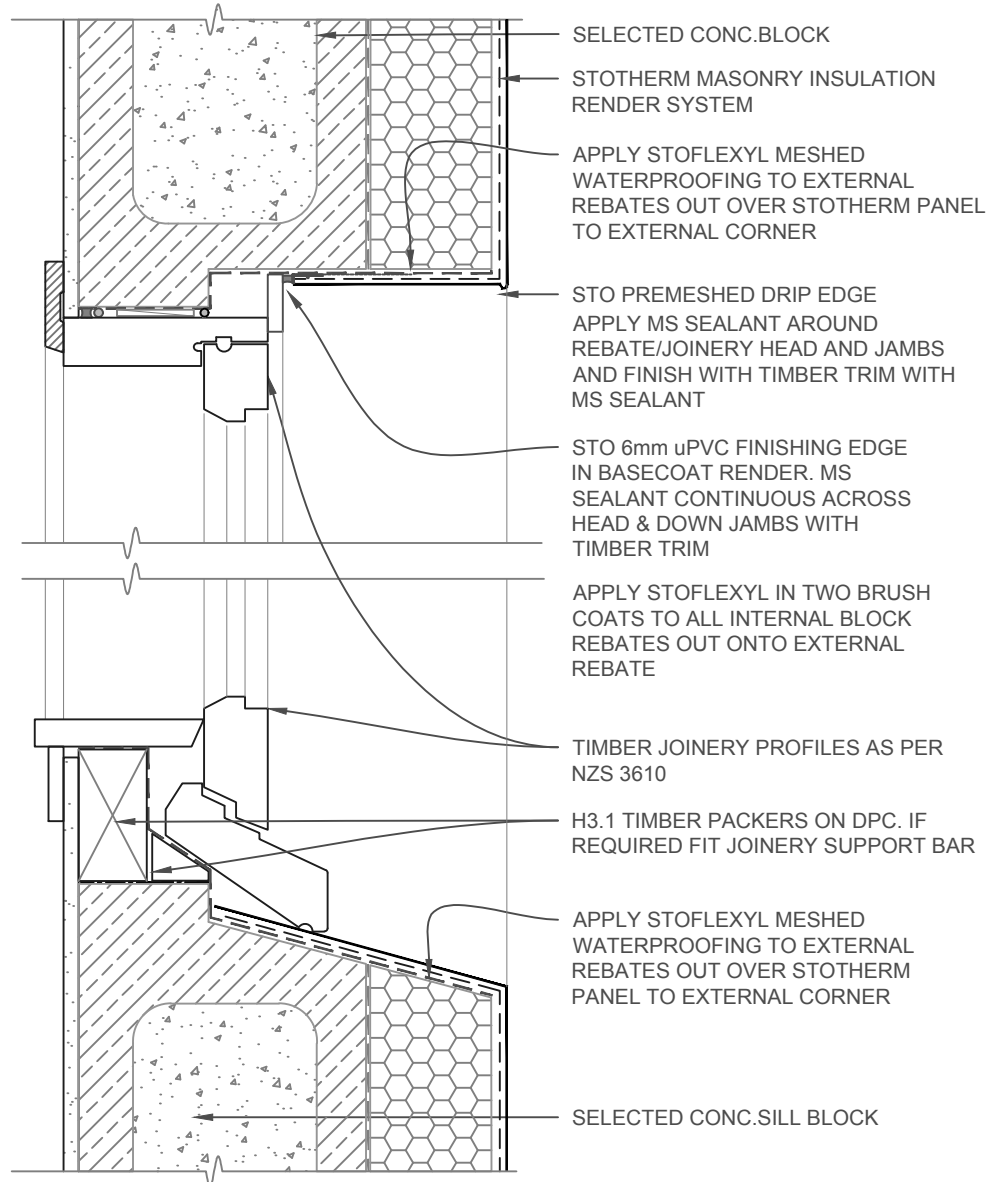 SELECTED CONC.BLOCK
STOTHERM MASONRY INSULATION
RENDER SYSTEM
APPLY STOFLEXYL MESHED
WATERPROOFING TO EXTERNAL
REBATES OUT OVER STOTHERM PANEL
TO EXTERNAL CORNER
STO PREMESHED DRIP EDGE
APPLY MS SEALANT AROUND
REBATE/JOINERY HEAD AND JAMBS
AND FINISH WITH TIMBER TRIM WITH
MS SEALANT
STO 6mm uPVC FINISHING EDGE
IN BASECOAT RENDER. MS
SEALANT CONTINUOUS ACROSS
HEAD & DOWN JAMBS WITH
TIMBER TRIM
APPLY STOFLEXYL IN TWO BRUSH
COATS TO ALL INTERNAL BLOCK
REBATES OUT ONTO EXTERNAL
REBATE
TIMBER JOINERY PROFILES AS PER
NZS 3610
H3.1 TIMBER PACKERS ON DPC. IF
REQUIRED FIT JOINERY SUPPORT BAR
APPLY STOFLEXYL MESHED
WATERPROOFING TO EXTERNAL
REBATES OUT OVER STOTHERM
PANEL TO EXTERNAL CORNER
SELECTED CONC.SILL BLOCK